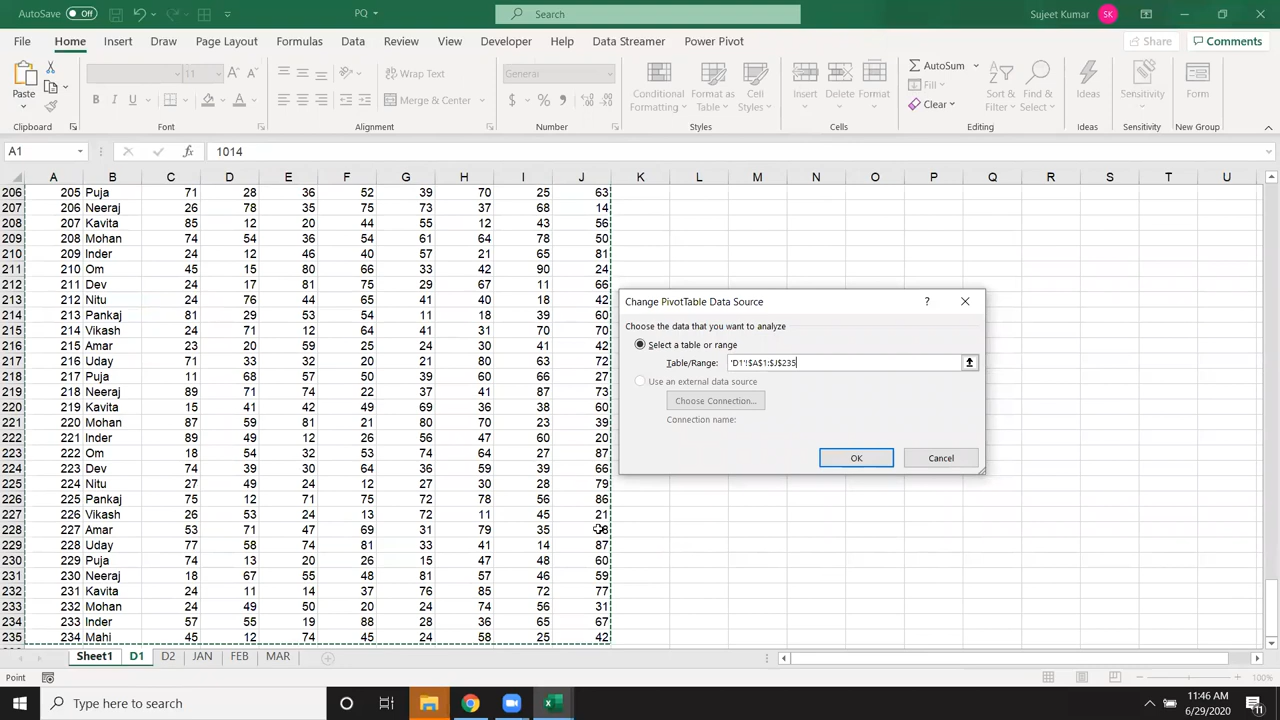 AutoSave Off PQ Search Sujeet Kumar SK
File Home Insert Draw Page Layout Formulas Data Review View Developer Help Data Streamer Power Pivot Share Comments
Paste 11 Wrap Text General AutoSum
Merge & Center Fill
B I U $ % Clear
Conditional Formatting Format as Table Cell Styles Insert Delete Format Sort & Filter Find & Select Ideas Sensitivity Form
Clipboard Font Alignment Number Styles Cells Editing Ideas Sensitivity New Group
A1 fx 1014
A B C D E F G H I J K L M N O P Q R S T U
206 205 Puja 71 28 36 52 39 70 25 63
207 206 Neeraj 26 78 35 75 73 37 68 14
208 207 Kavita 85 12 20 44 55 12 43 56
209 208 Mohan 74 54 36 54 61 64 78 50
210 209 Inder 24 12 46 40 57 21 65 81
211 210 Om 45 15 80 66 33 42 90 24
212 211 Dev 24 17 81 75 29 67 11 66
213 212 Nitu 24 76 44 65 41 40 18 42
214 213 Pankaj 81 29 53 54 11 18 39 60
215 214 Vikash 24 71 12 64 41 31 70 70
216 215 Amar 23 20 59 25 34 30 41 42
217 216 Uday 71 33 32 20 21 80 63 72
218 217 Puja 11 68 57 50 39 60 66 27
219 218 Neeraj 89 71 74 22 37 41 87 73
220 219 Kavita 15 41 42 49 69 36 38 60
221 220 Mohan 87 59 81 21 80 70 23 39
222 221 Inder 89 49 12 26 56 47 60 20
223 222 Om 18 54 32 53 74 64 27 87
224 223 Dev 74 39 30 64 36 59 39 66
225 224 Nitu 27 49 24 12 27 30 28 79
226 225 Pankaj 75 12 71 75 72 78 56 86
227 226 Vikash 26 53 24 13 72 11 45 21
228 227 Amar 53 71 47 69 31 79 35
229 228 Uday 77 58 74 81 33 41 14 87
230 229 Puja 74 13 20 26 15 47 48 60
231 230 Neeraj 18 67 55 48 81 57 46 59
232 231 Kavita 24 11 14 37 76 85 72 77
233 232 Mohan 24 49 50 20 24 74 56 31
234 233 Inder 57 55 19 88 28 36 35 67
235 234 Mahi 45 12 74 45 24 58 25 42
Change PivotTable Data Source ?
Choose the data that you want to analyze
Select a table or range
Table/Range: 'D1'!$A$1:$J$235
Use an external data source
Choose Connection...
Connection name:
OK Cancel
Sheet1 D1 D2 JAN FEB MAR
Point 100%
Type here to search
11:46 AM
6/29/2020
11